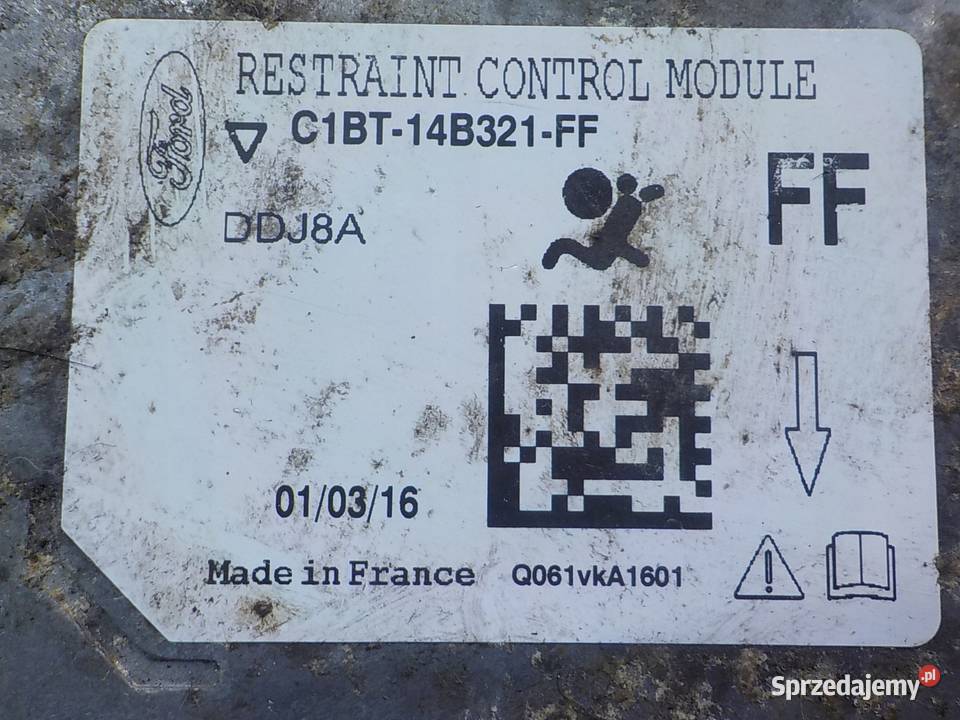 Ford
RESTRAINT CONTROL MODULE
C1BT-14B321-FF
FF
DDJ8A
01/03/16
Made in France Q061vkA1601
Sprzedajemy.pl